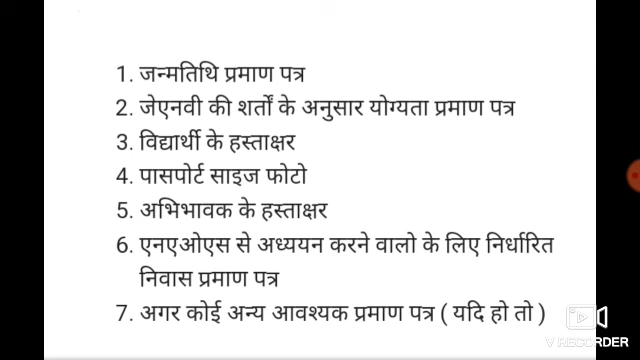 1. जन्मतिथि प्रमाण पत्र
2. जेएनवी की शर्तों के अनुसार योग्यता प्रमाण पत्र
3. विद्यार्थी के हस्ताक्षर
4. पासपोर्ट साइज फोटो
5. अभिभावक के हस्ताक्षर
6. एनएओएस से अध्ययन करने वालो के लिए निर्धारित
निवास प्रमाण पत्र
7. अगर कोई अन्य आवश्यक प्रमाण पत्र ( यदि हो तो )
V RECORDER